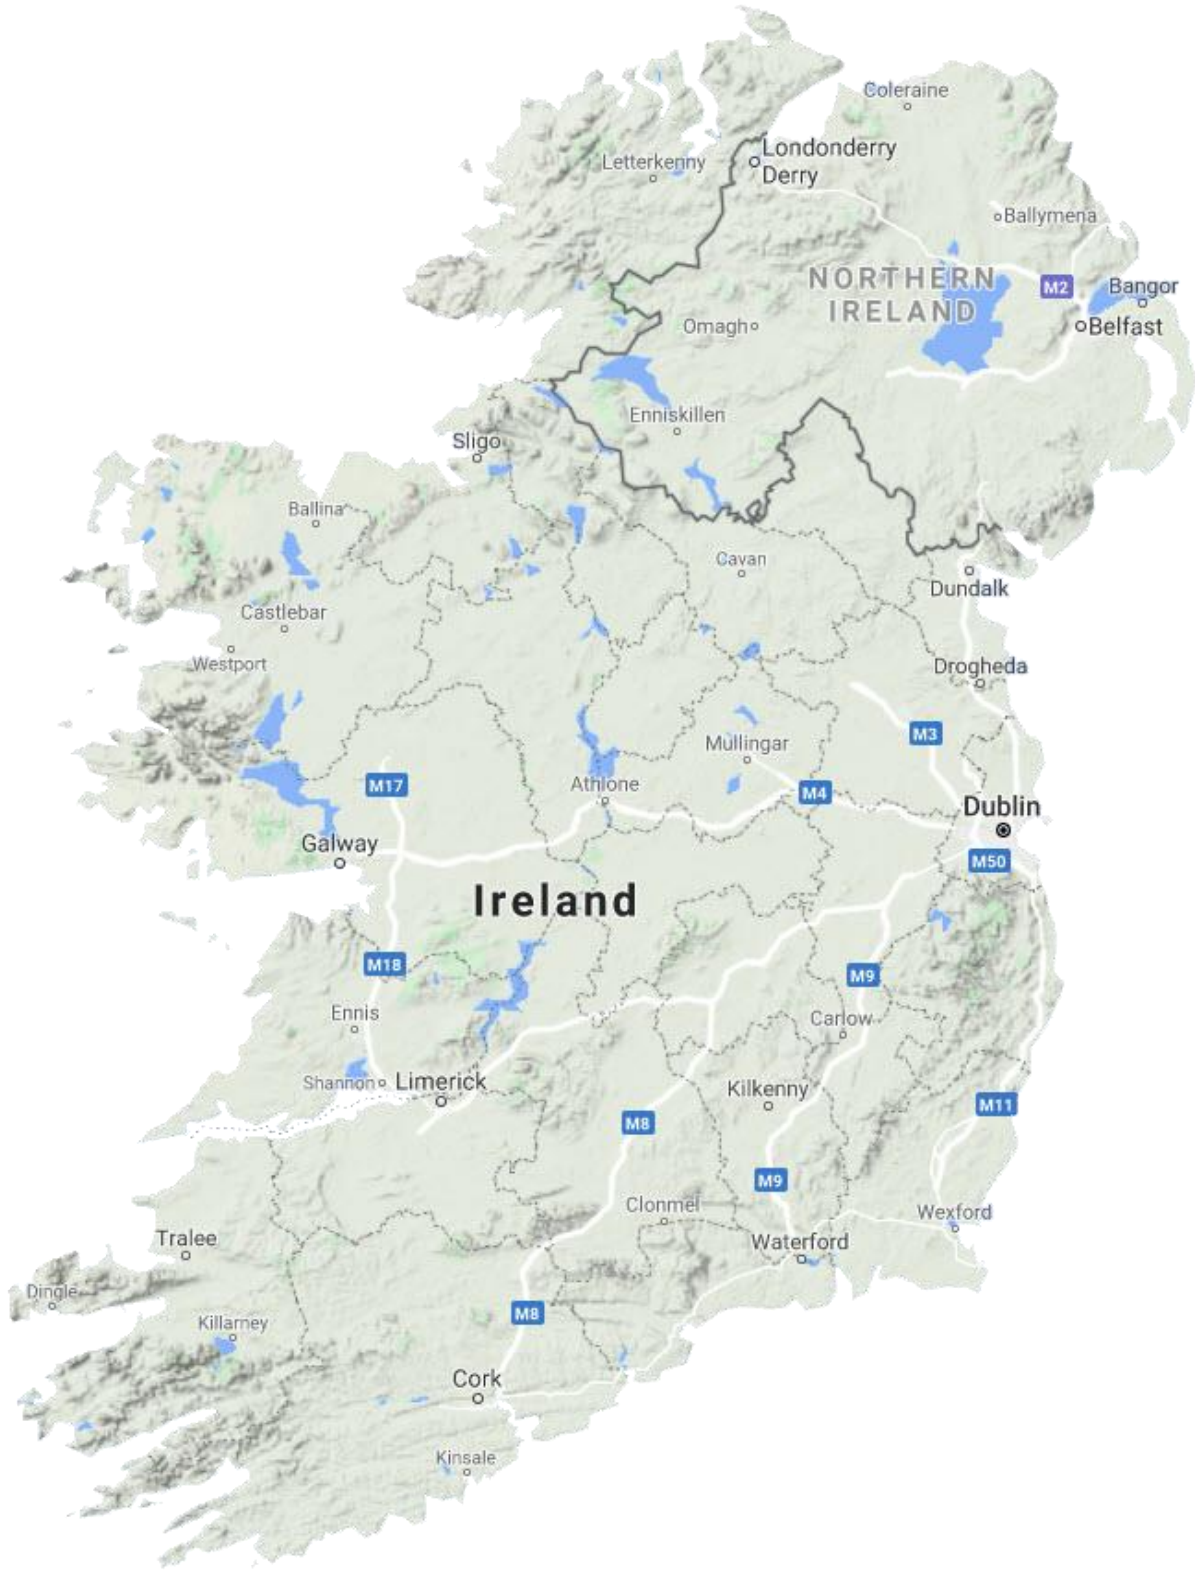 Coleraine
Londonderry
Derry
Letterkenny
Ballymena
NORTHERN
IRELAND
M2
Bangor
Omagh
Belfast
Enniskillen
Sligo
Ballina
Cavan
Dundalk
Castlebar
Westport
Drogheda
M3
Mullingar
M17
Athlone
M4
Dublin
Galway
M50
Ireland
M18
M9
Ennis
Carlow
Shannon
Limerick
Kilkenny
M11
M8
M9
Clonmel
Wexford
Tralee
Waterford
Dingle
M8
Killarney
Cork
Kinsale